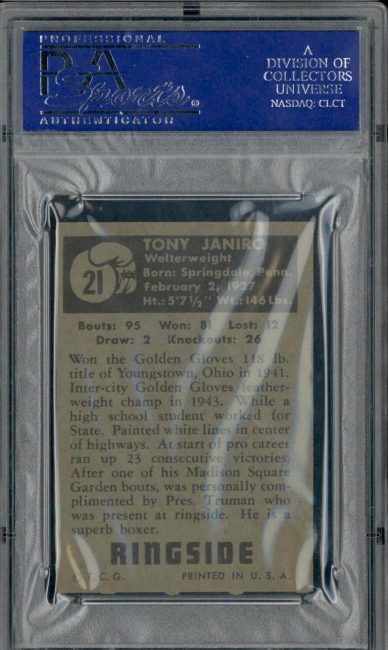 PROFESSIONAL
PSA
Sports
AUTHENTICATOR
A
DIVISION OF
COLLECTORS
UNIVERSE
NASDAQ: CLCT
21
TONY JANIRO
Welterweight
Born: Springdale, Penn.
February 2, 1927
Ht.: 5'7½" Wt.: 146 Lbs.
Bouts: 95 Won: 81 Lost: 12
Draw: 2 Knockouts: 26
Won the Golden Gloves 118 lb.
title of Youngstown, Ohio in 1941.
Inter-city Golden Gloves feather-
weight champ in 1943. While a
high school student worked for
State. Painted white lines in center
of highways. At start of pro career
ran up 23 consecutive victories.
After one of his Madison Square
Garden bouts, was personally com-
plimented by Pres. Truman who
was present at ringside. He is a
superb boxer.
RINGSIDE
T. C. G. PRINTED IN U. S. A.